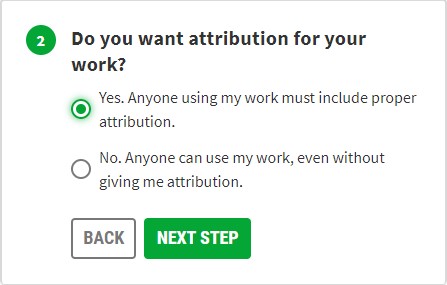 2
Do you want attribution for your
work?
Yes. Anyone using my work must include proper
attribution.
No. Anyone can use my work, even without
giving me attribution.
BACK
NEXT STEP